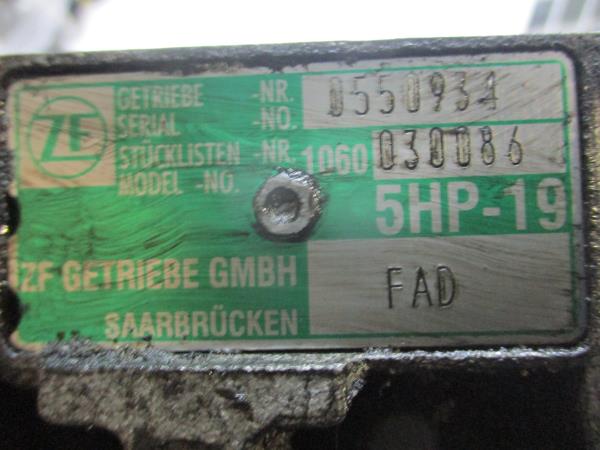 ZF
GETRIEBE -NR. 0550934
SERIAL -NO.
STÜCKLISTEN -NR. 1060 030086
MODEL -NO.
5HP-19
ZF GETRIEBE GMBH FAD
SAARBRÜCKEN